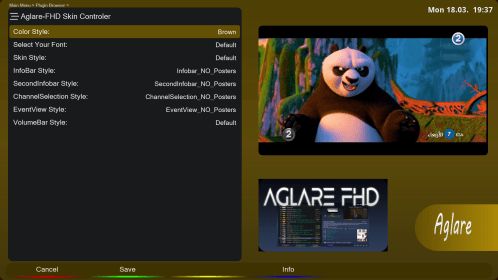 Main Menu > Plugin Browser >
Aglare-FHD Skin Controler
Mon 18.03. 19:37
Color Style: Brown
Select Your Font: Default
Skin Style: Default
InfoBar Style: Infobar_NO_Posters
SecondInfobar Style: SecondInfobar_NO_Posters
ChannelSelection Style: ChannelSelection_NO_Posters
EventView Style: EventView_NO_Posters
VolumeBar Style: Default
2
2
7
AGLARE FHD
Aglare
Cancel Save Info